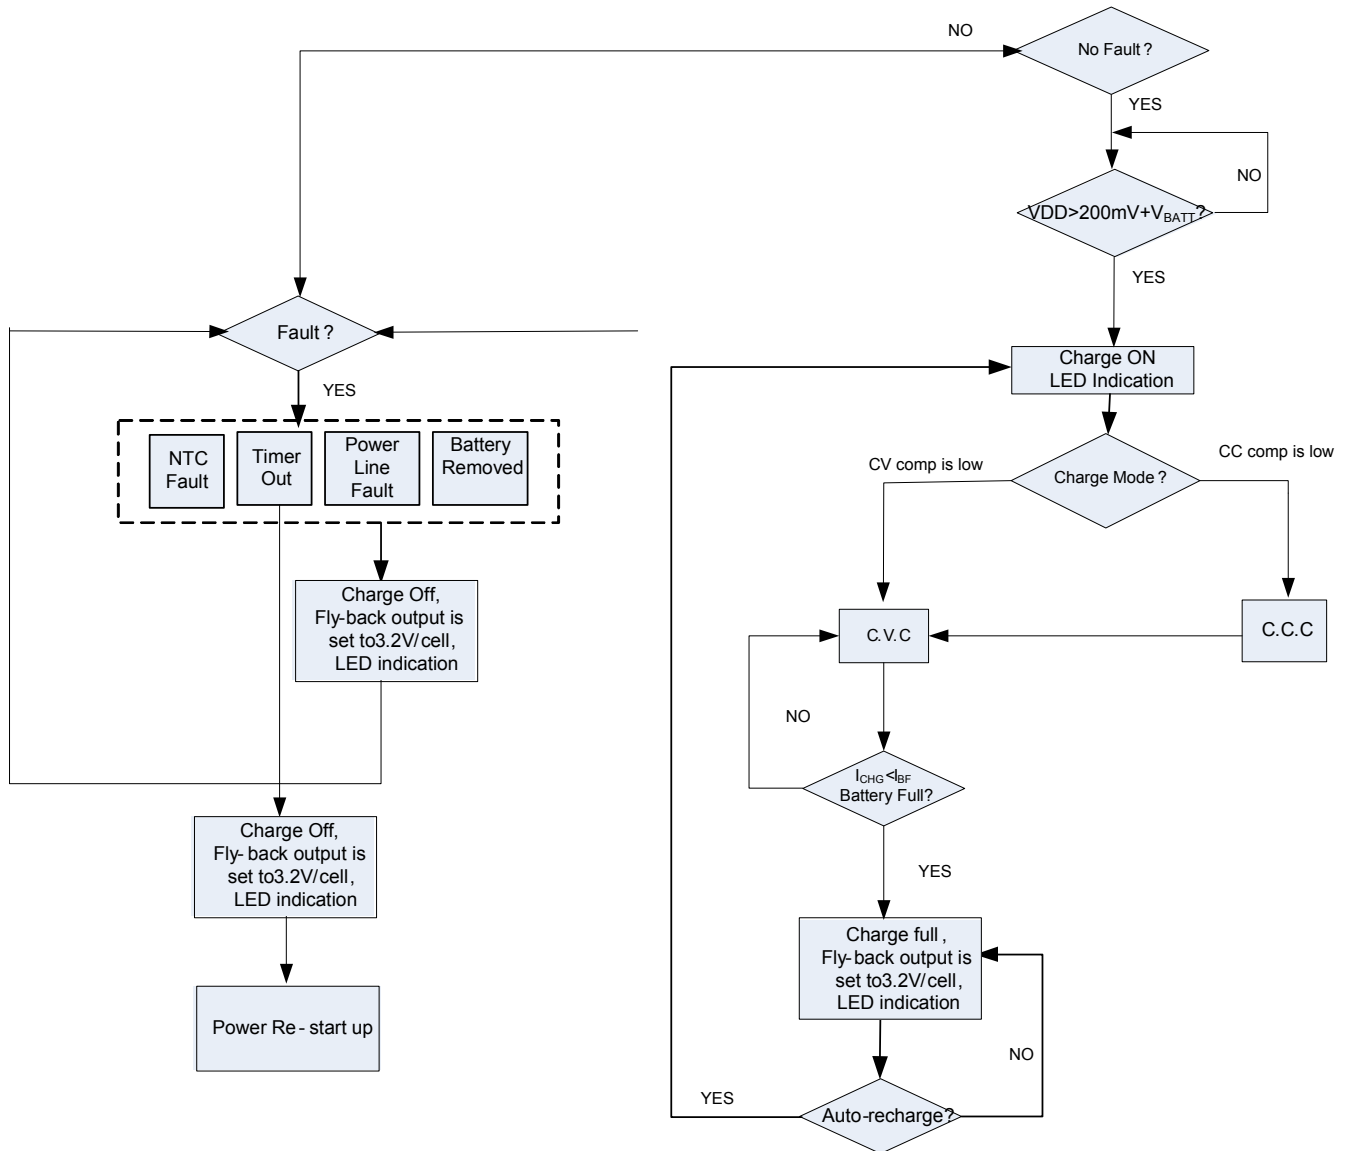 NO
No Fault ?
YES
NO
VDD>200mV+VBATT?
YES
Fault ?
YES
NTC
Fault
Timer
Out
Power
Line
Fault
Battery
Removed
Charge Off,
Fly-back output is
set to3.2V/cell,
LED indication
Charge Off,
Fly- back output is
set to3.2V/cell,
LED indication
Power Re - start up
Charge ON
LED Indication
CV comp is low
Charge Mode ?
CC comp is low
C.V. C
C.C.C
NO
ICHG<IBF
Battery Full?
YES
Charge full ,
Fly-back output is
set to3.2V/cell,
LED indication
NO
YES
Auto-recharge?